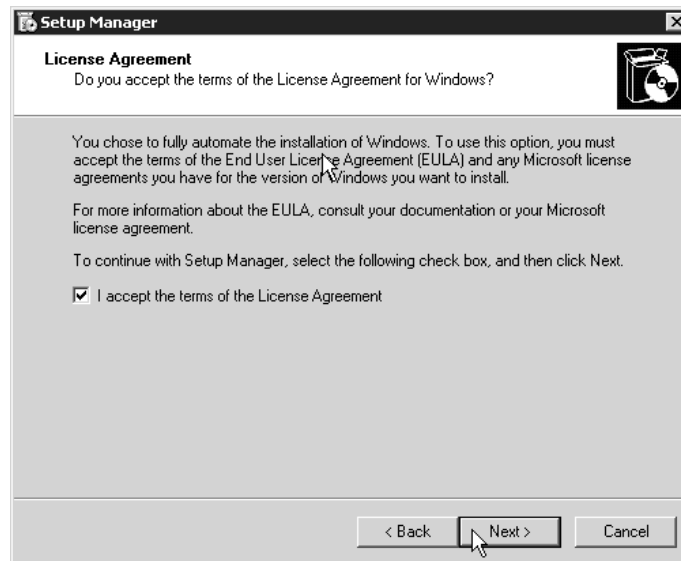 Setup Manager
License Agreement
Do you accept the terms of the License Agreement for Windows?
You chose to fully automate the installation of Windows. To use this option, you must
accept the terms of the End User License Agreement (EULA) and any Microsoft license
agreements you have for the version of Windows you want to install.
For more information about the EULA, consult your documentation or your Microsoft
license agreement.
To continue with Setup Manager, select the following check box, and then click Next.
I accept the terms of the License Agreement
< Back Next > Cancel